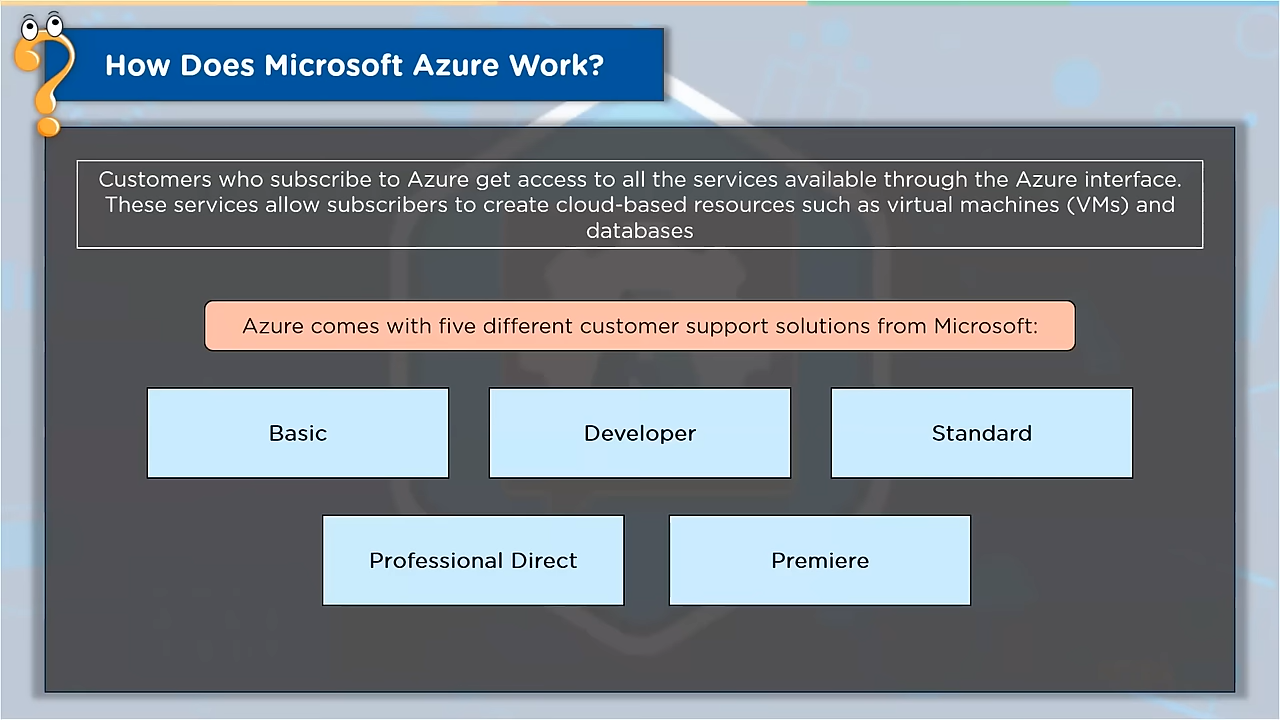 How Does Microsoft Azure Work?
Customers who subscribe to Azure get access to all the services available through the Azure interface.
These services allow subscribers to create cloud-based resources such as virtual machines (VMs) and
databases
Azure comes with five different customer support solutions from Microsoft:
Basic
Developer
Standard
Professional Direct
Premiere